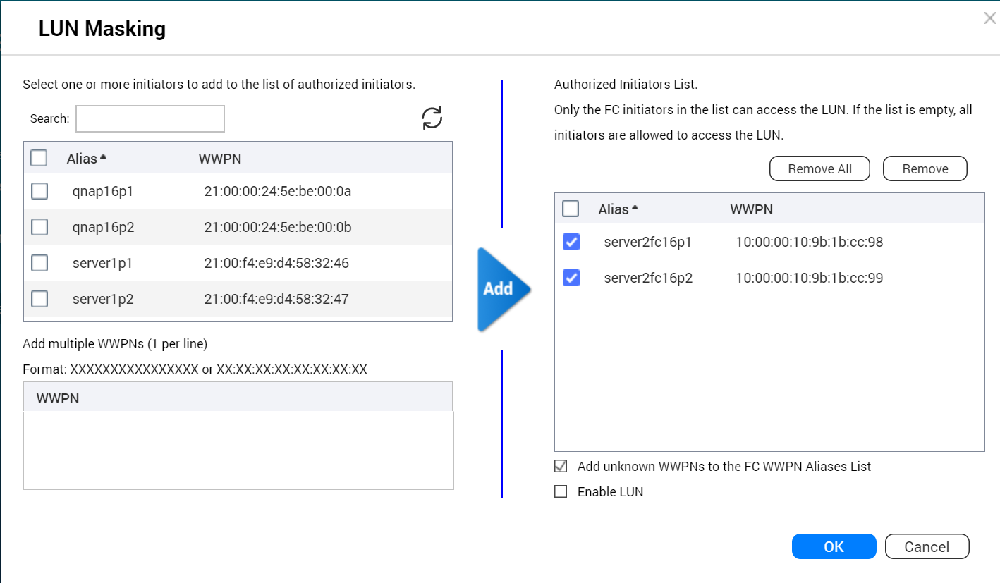 LUN Masking
Select one or more initiators to add to the list of authorized initiators.
Search:
Alias WWPN
qnap16p1 21:00:00:24:5e:be:00:0a
qnap16p2 21:00:00:24:5e:be:00:0b
server1p1 21:00:f4:e9:d4:58:32:46
server1p2 21:00:f4:e9:d4:58:32:47
Add multiple WWPNs (1 per line)
Format: XXXXXXXXXXXXXXXX or XX:XX:XX:XX:XX:XX:XX:XX
WWPN
Add
Authorized Initiators List.
Only the FC initiators in the list can access the LUN. If the list is empty, all
initiators are allowed to access the LUN.
Remove All Remove
Alias WWPN
server2fc16p1 10:00:00:10:9b:1b:cc:98
server2fc16p2 10:00:00:10:9b:1b:cc:99
Add unknown WWPNs to the FC WWPN Aliases List
Enable LUN
OK Cancel